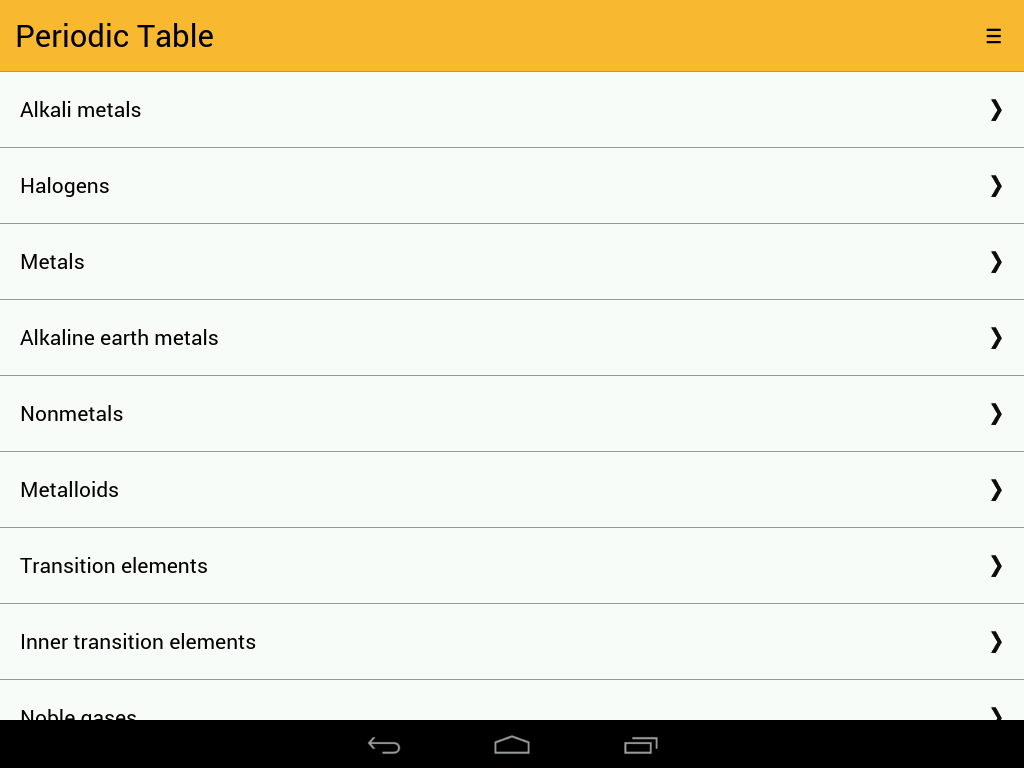 Periodic Table
Alkali metals
Halogens
Metals
Alkaline earth metals
Nonmetals
Metalloids
Transition elements
Inner transition elements
Noble gases